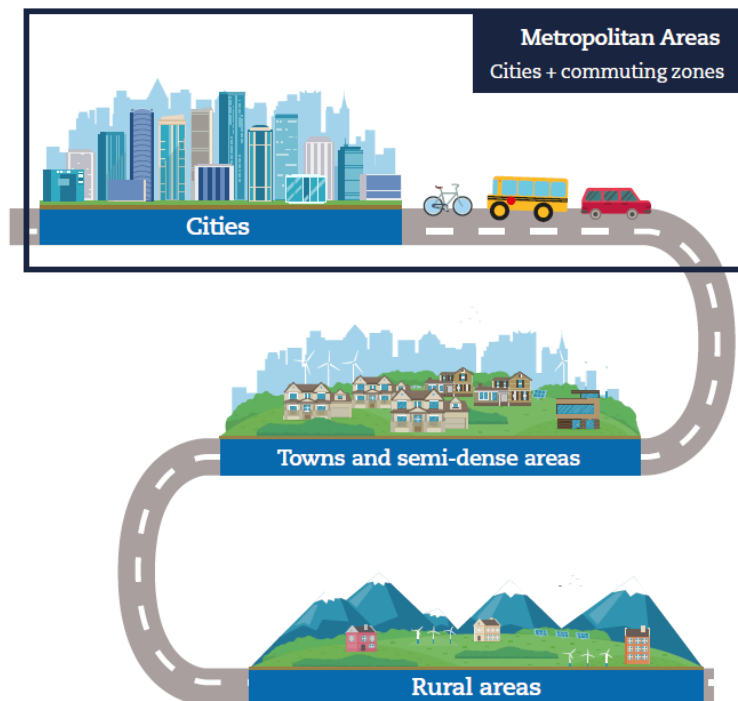 Metropolitan Areas
Cities + commuting zones
Cities
Towns and semi-dense areas
Rural areas